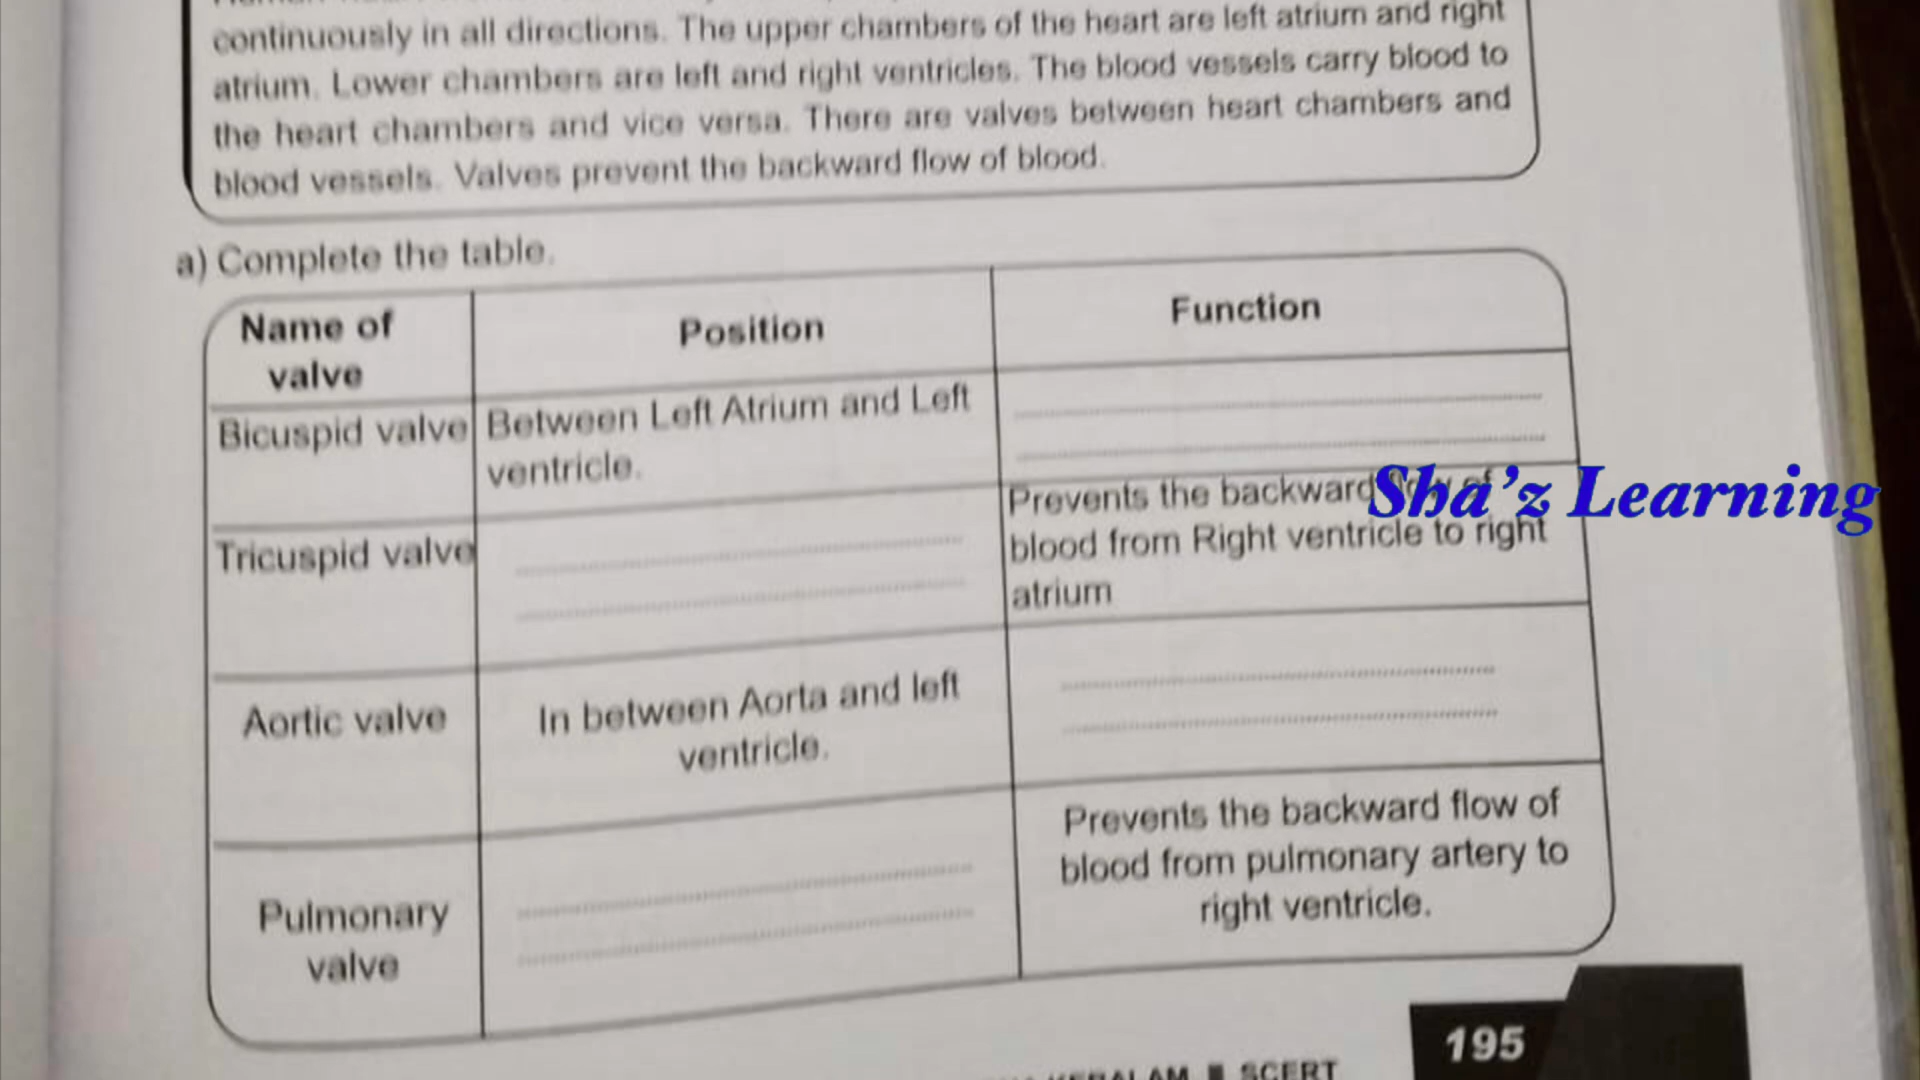 continuously in all directions. The upper chambers of the heart are left atrium and right
atrium. Lower chambers are left and right ventricles. The blood vessels carry blood to
the heart chambers and vice versa. There are valves between heart chambers and
blood vessels. Valves prevent the backward flow of blood.
a) Complete the table.
Name of
valve
Position
Function
Bicuspid valve
Between Left Atrium and Left
ventricle.
Tricuspid valve
Prevents the backward flow of
blood from Right ventricle to right
atrium
Sha'z Learning
Aortic valve
In between Aorta and left
ventricle.
Pulmonary
valve
Prevents the backward flow of
blood from pulmonary artery to
right ventricle.
SCERT
195